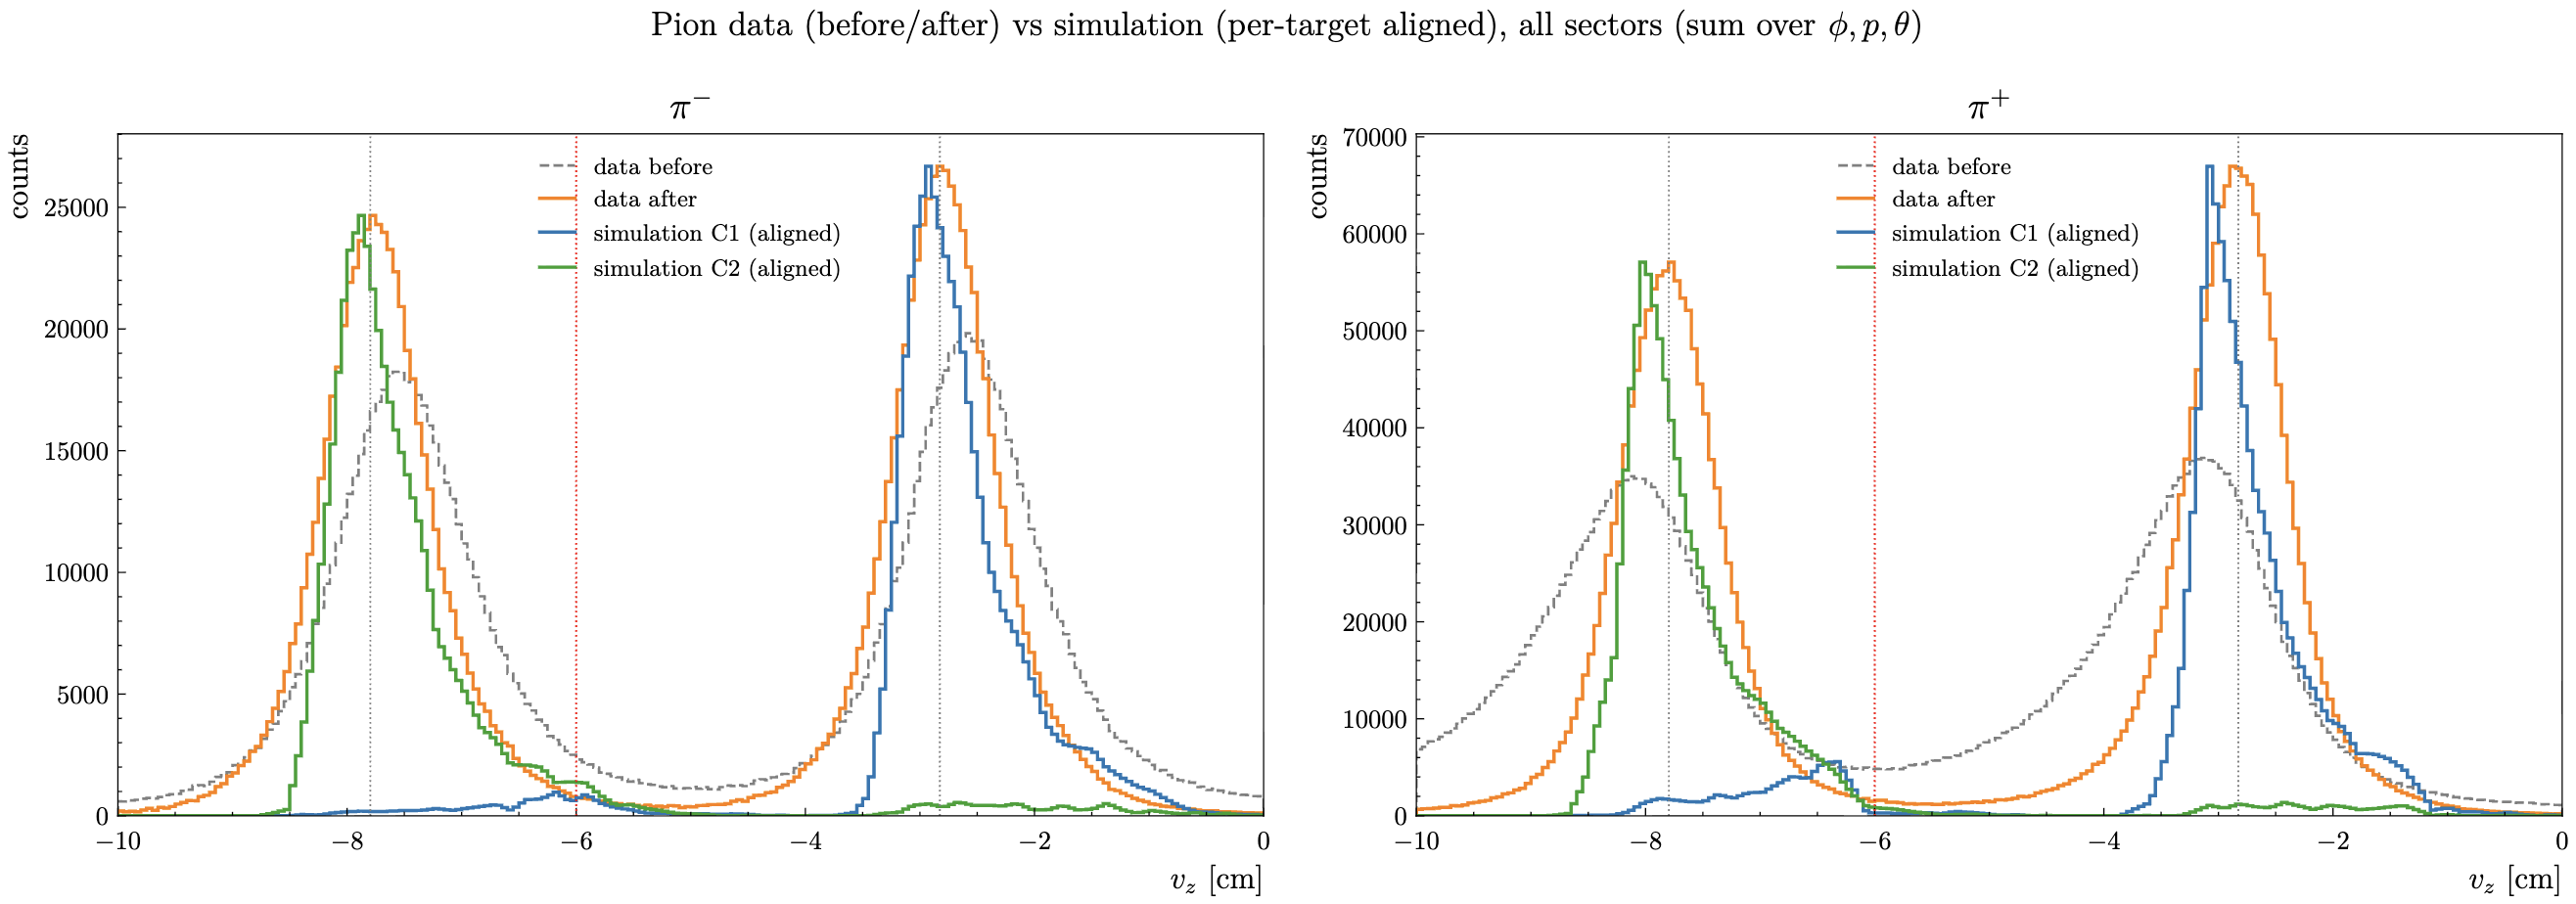 Pion data (before/after) vs simulation (per-target aligned), all sectors (sum over ϕ, p, θ)
π⁻
counts
25000
20000
15000
10000
5000
0
data before
data after
simulation C1 (aligned)
simulation C2 (aligned)
−10 −8 −6 −4 −2 0
v_z [cm]
π⁺
counts
70000
60000
50000
40000
30000
20000
10000
0
data before
data after
simulation C1 (aligned)
simulation C2 (aligned)
−10 −8 −6 −4 −2 0
v_z [cm]